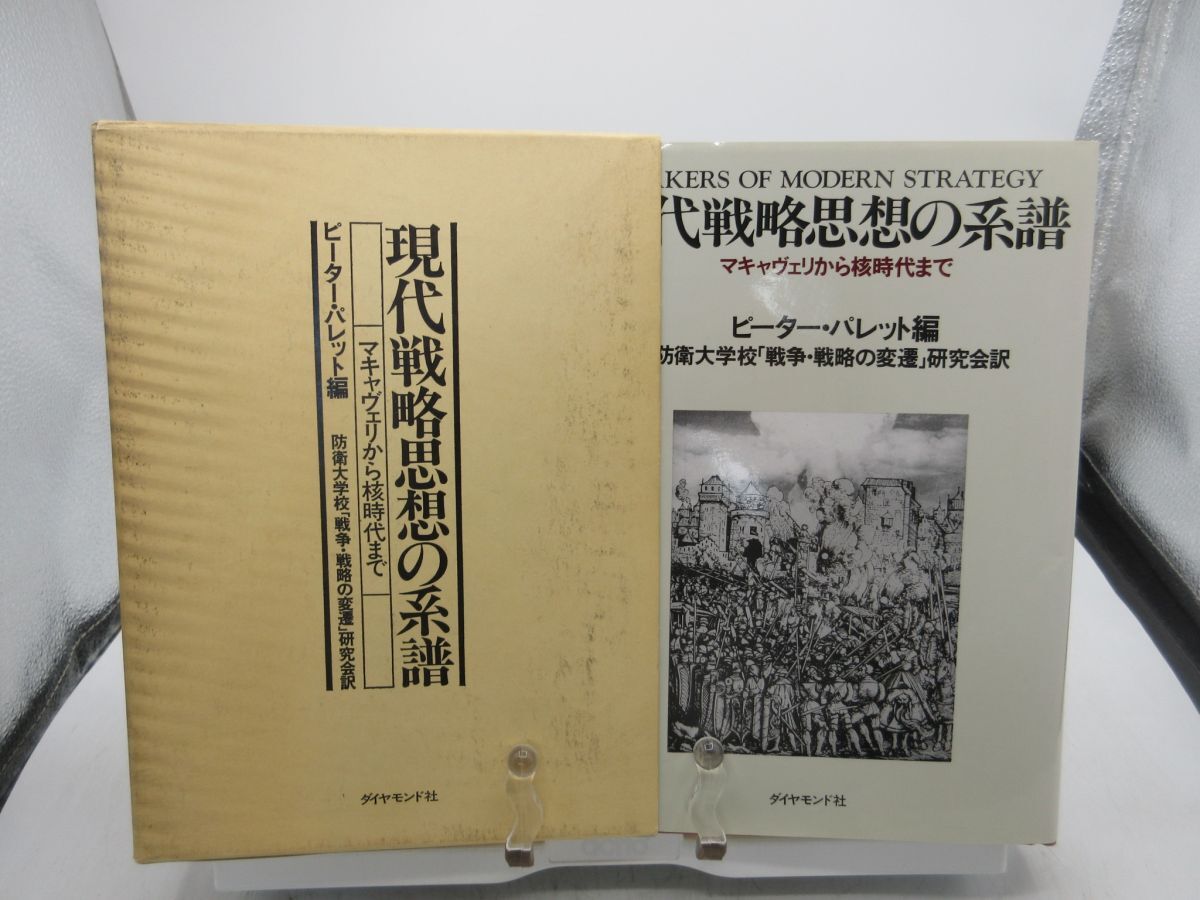 現代戦略思想の系譜
マキャヴェリから核時代まで
ピーター・パレット編
防衛大学校「戦争・戦略の変遷」研究会訳
ダイヤモンド社
KERS OF MODERN STRATEGY
代戦略思想の系譜
マキャヴェリから核時代まで
ピーター・パレット編
防衛大学校「戦争・戦略の変遷」研究会訳
ダイヤモンド社